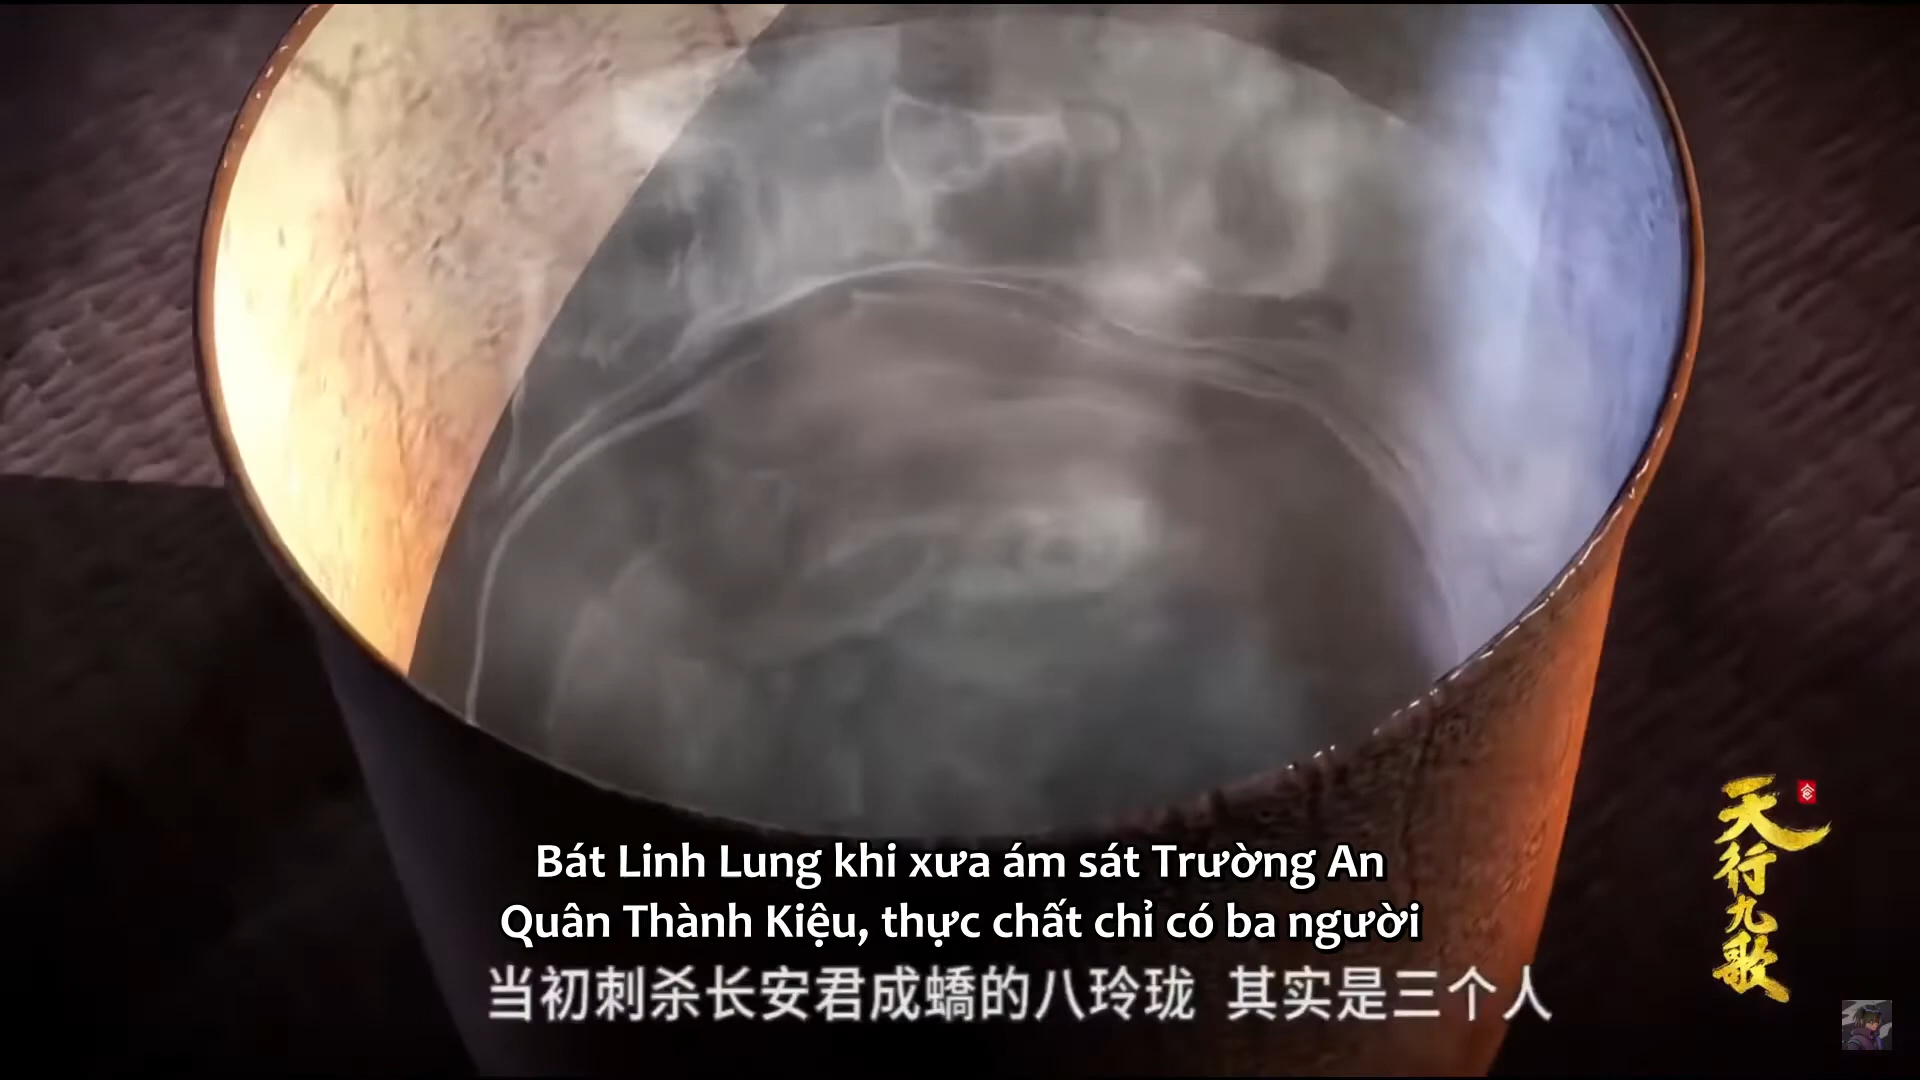 Bát Linh Lung khi xưa ám sát Trường An
Quân Thành Kiệu, thực chất chỉ có ba người
当初刺杀长安君成蟜的八玲珑 其实是三个人
天行九歌